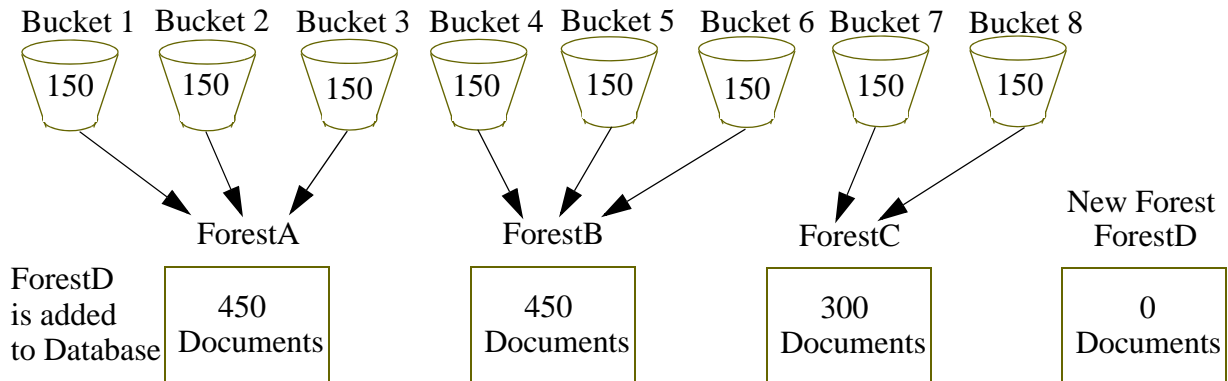 Bucket 1 Bucket 2 Bucket 3 Bucket 4 Bucket 5 Bucket 6 Bucket 7 Bucket 8
150 150 150 150 150 150 150 150
New Forest
ForestA ForestB ForestC ForestD
ForestD
is added
to Database
450
Documents
450
Documents
300
Documents
0
Documents